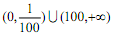 (0, 1/100) ∪ (100, +∞)